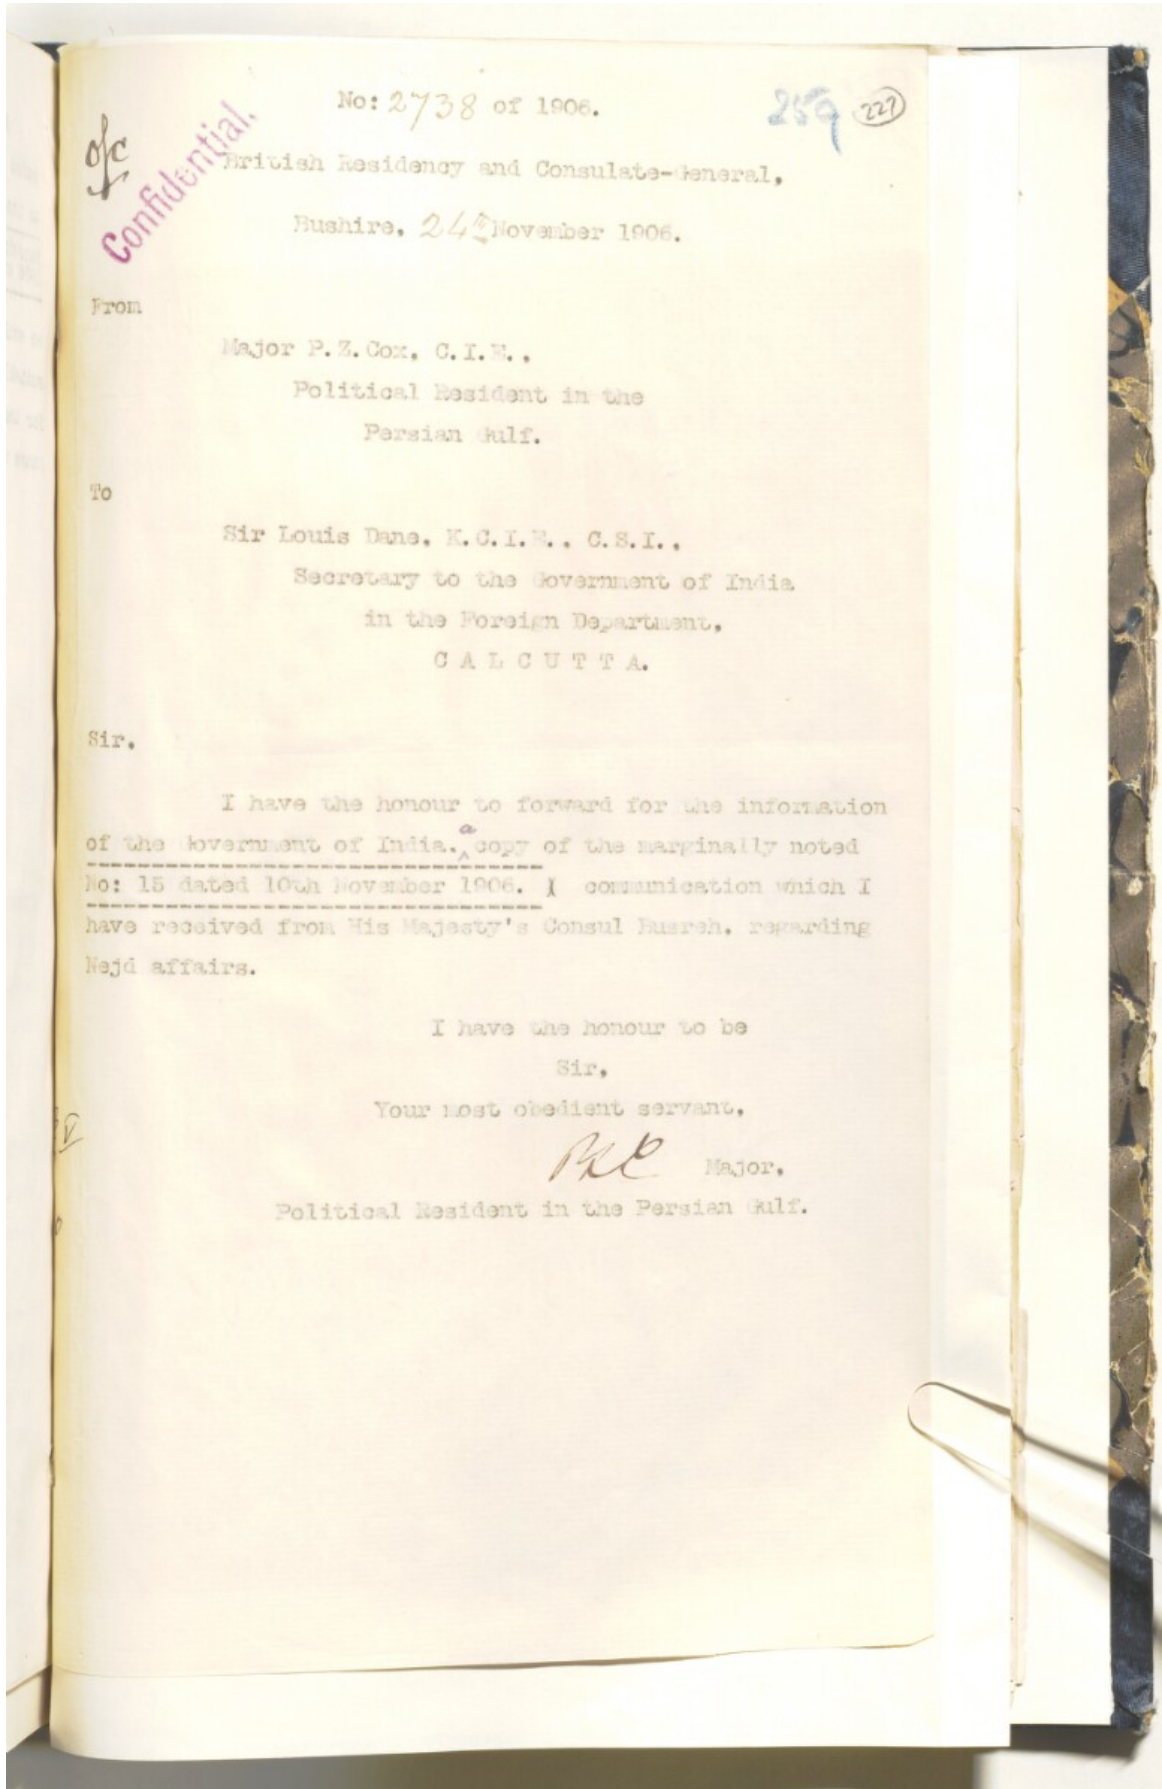 No: 2738 of 1906.
259
227
o/c
Confidential.
British Residency and Consulate-General,
Bushire, 24th November 1906.
From
Major P.Z.Cox, C.I.E.,
Political Resident in the
Persian Gulf.
To
Sir Louis Dane, K.C.I.E., C.S.I.,
Secretary to the Government of India
in the Foreign Department,
C A L C U T T A.
Sir,
I have the honour to forward for the information
of the Government of India, a copy of the marginally noted
No: 15 dated 10th November 1906. communication which I
have received from His Majesty's Consul Busreh, regarding
Nejd affairs.
I have the honour to be
Sir,
Your most obedient servant,
Major,
Political Resident in the Persian Gulf.